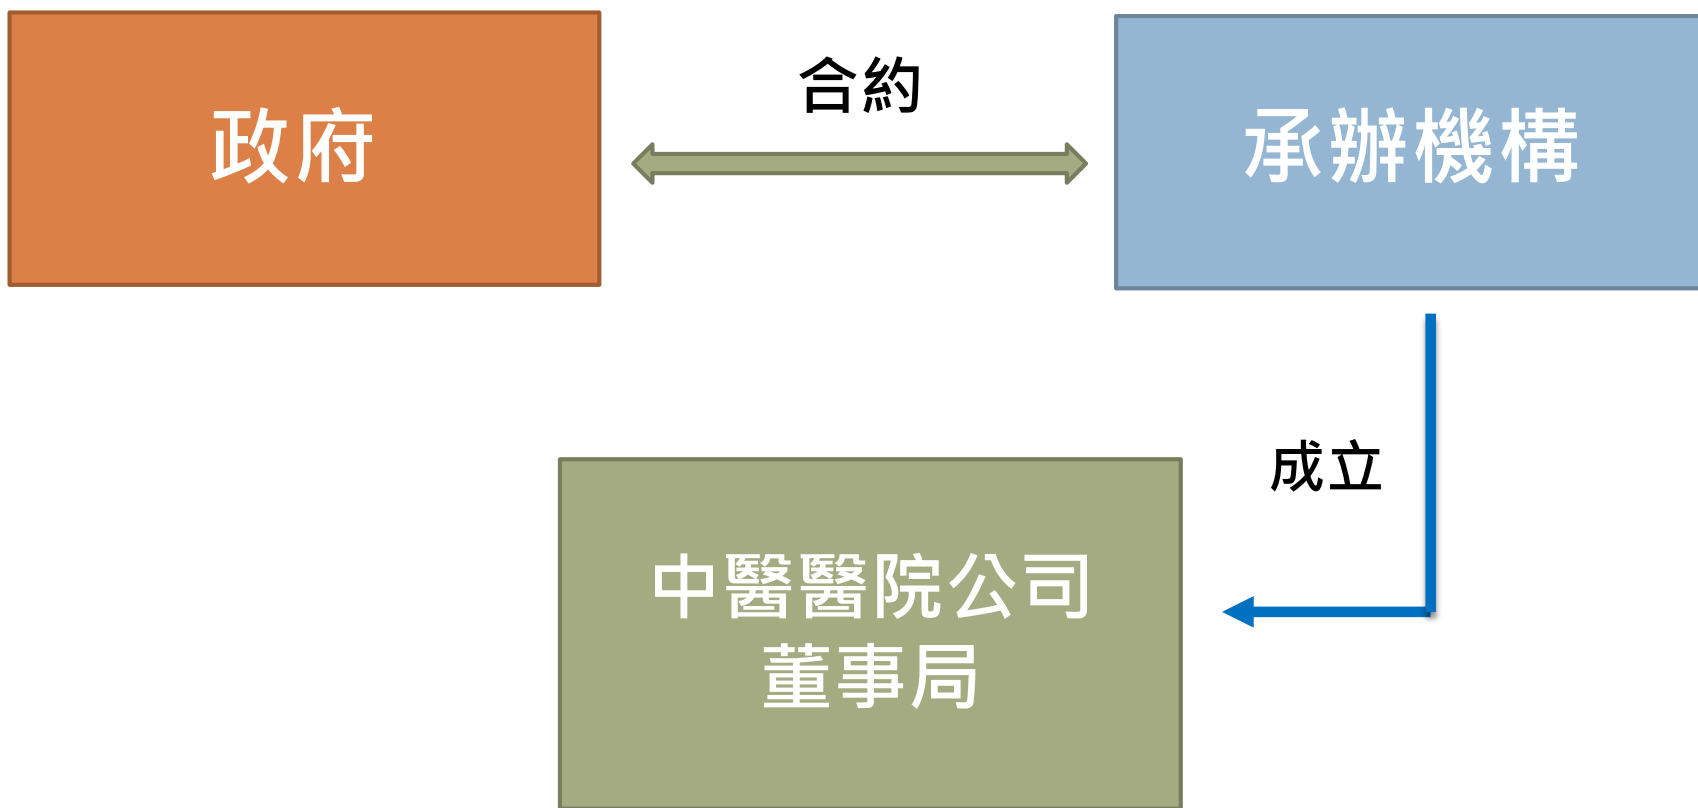 政府
合約
承辦機構
成立
中醫醫院公司
董事局